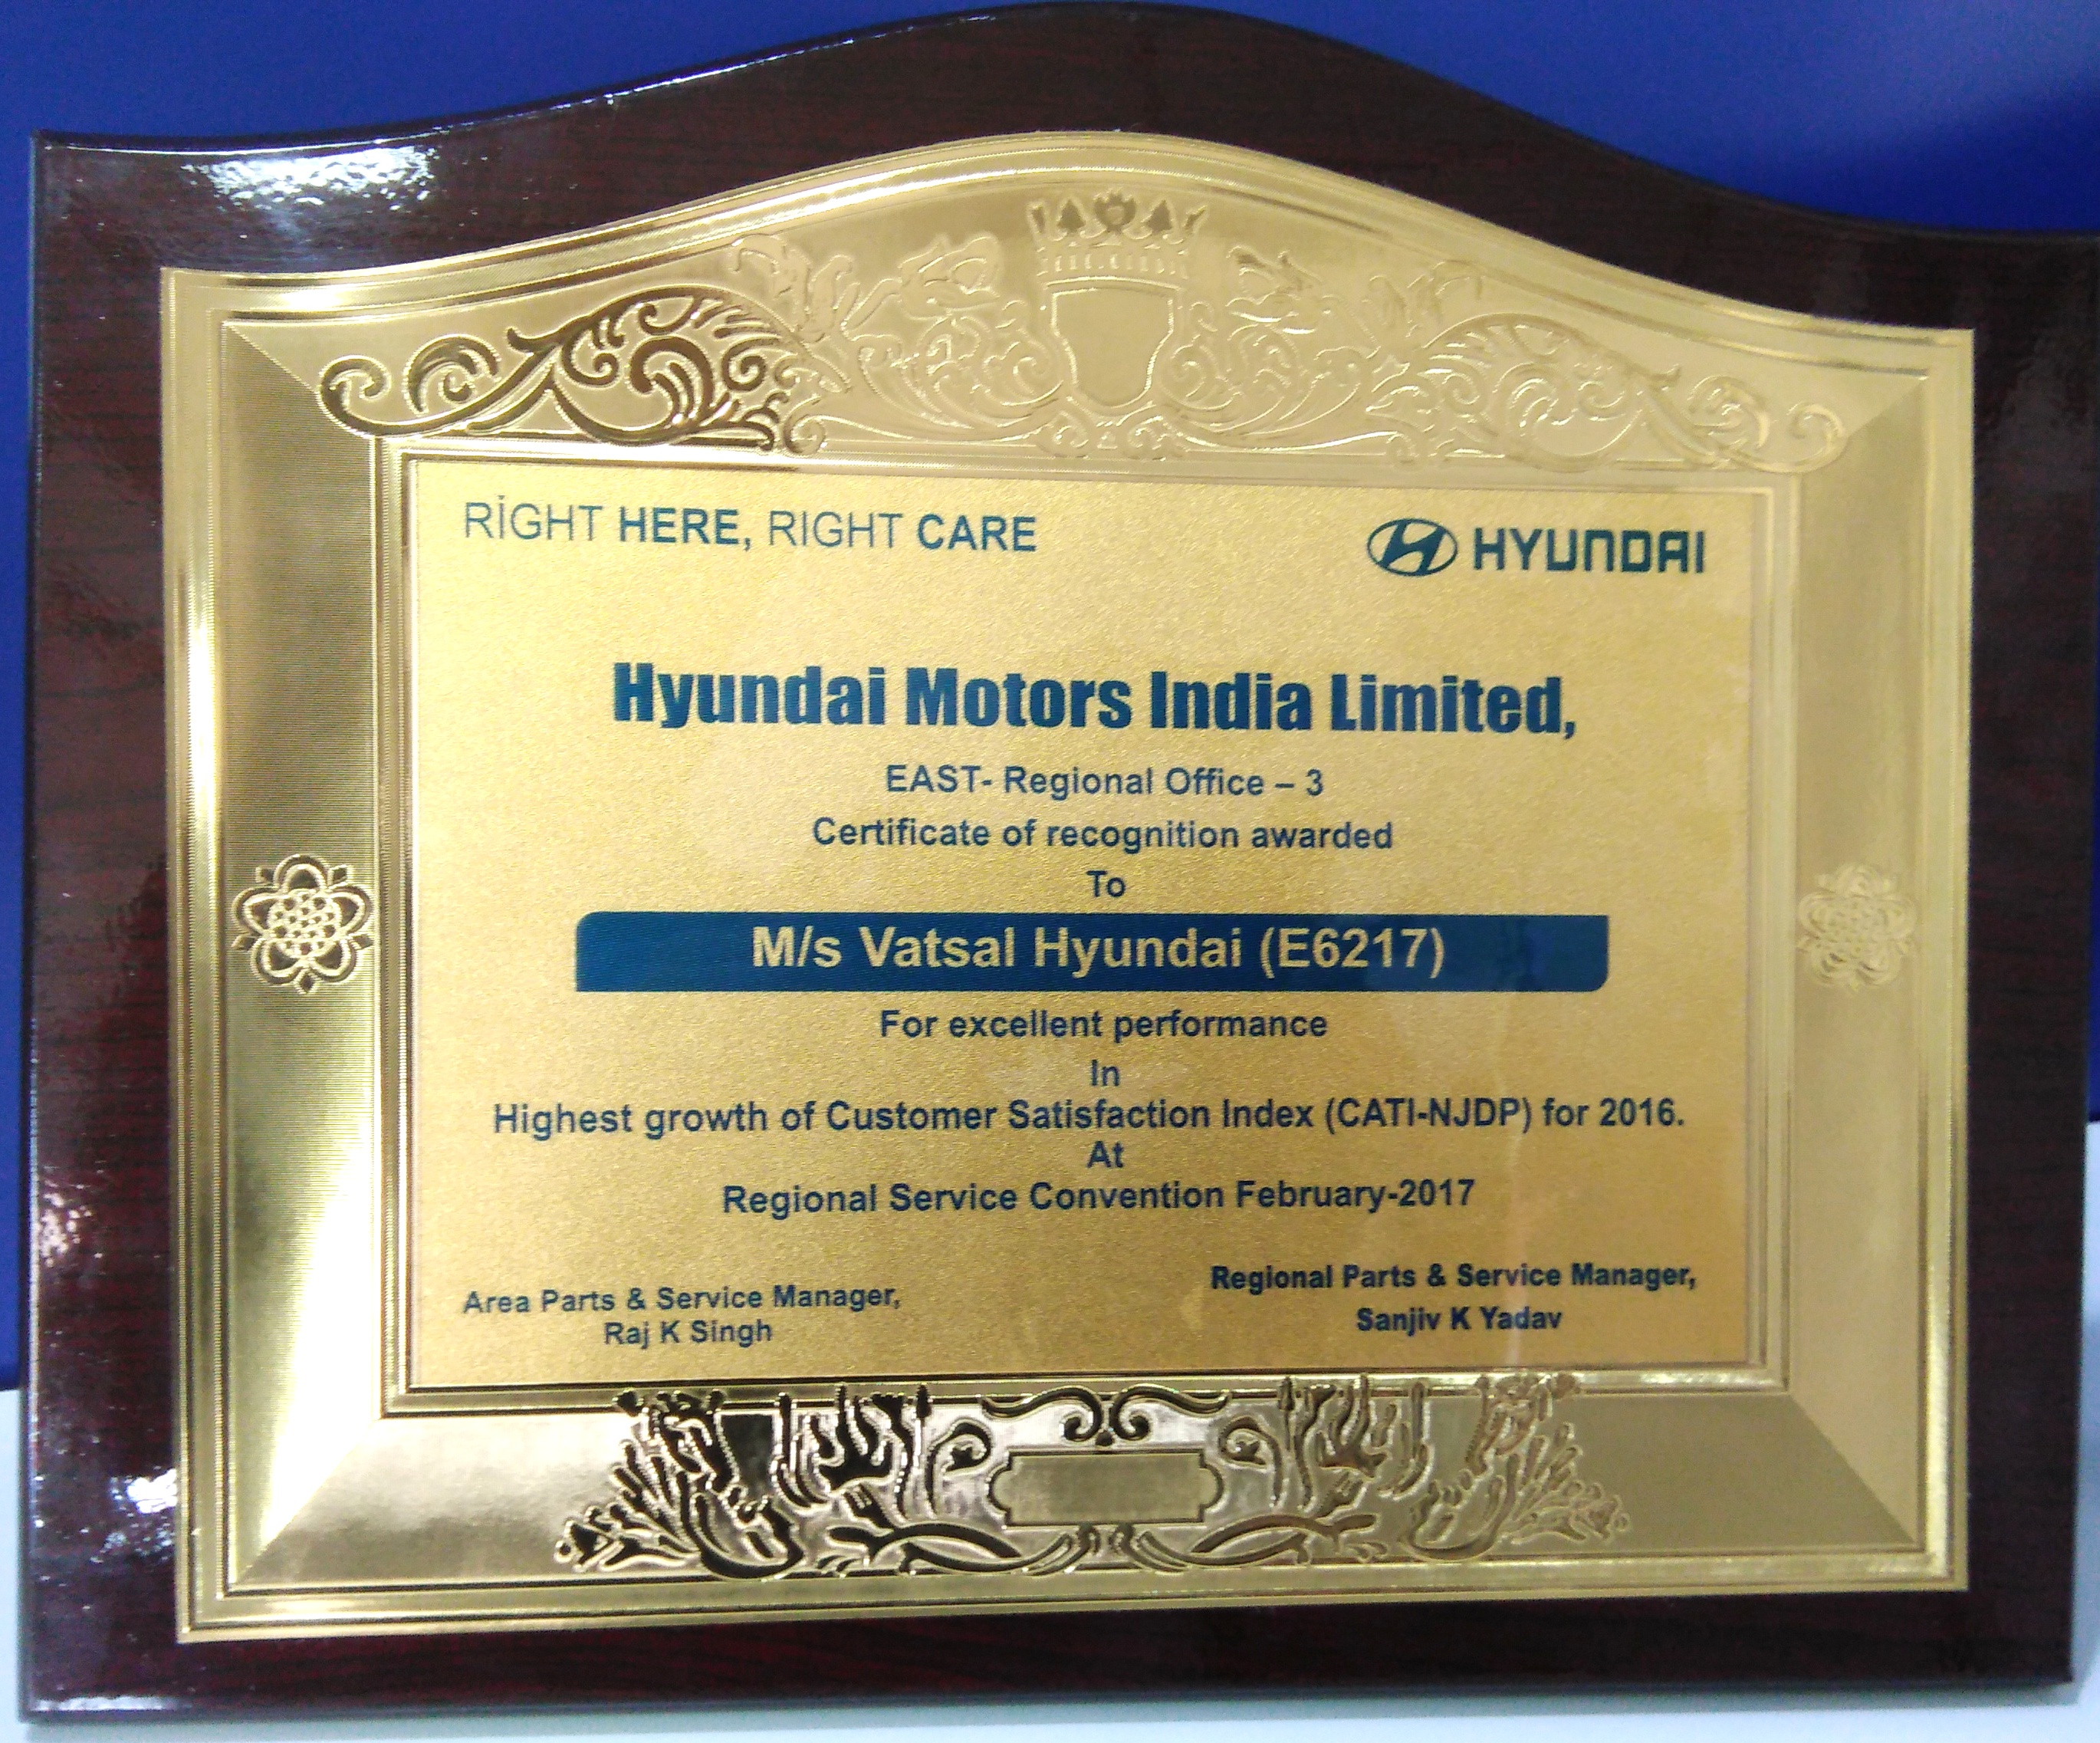 RIGHT HERE, RIGHT CARE
HYUNDAI
Hyundai Motors India Limited,
EAST- Regional Office – 3
Certificate of recognition awarded
To
M/s Vatsal Hyundai (E6217)
For excellent performance
In
Highest growth of Customer Satisfaction Index (CATI-NJDP) for 2016.
At
Regional Service Convention February-2017
Area Parts & Service Manager,
Raj K Singh
Regional Parts & Service Manager,
Sanjiv K Yadav